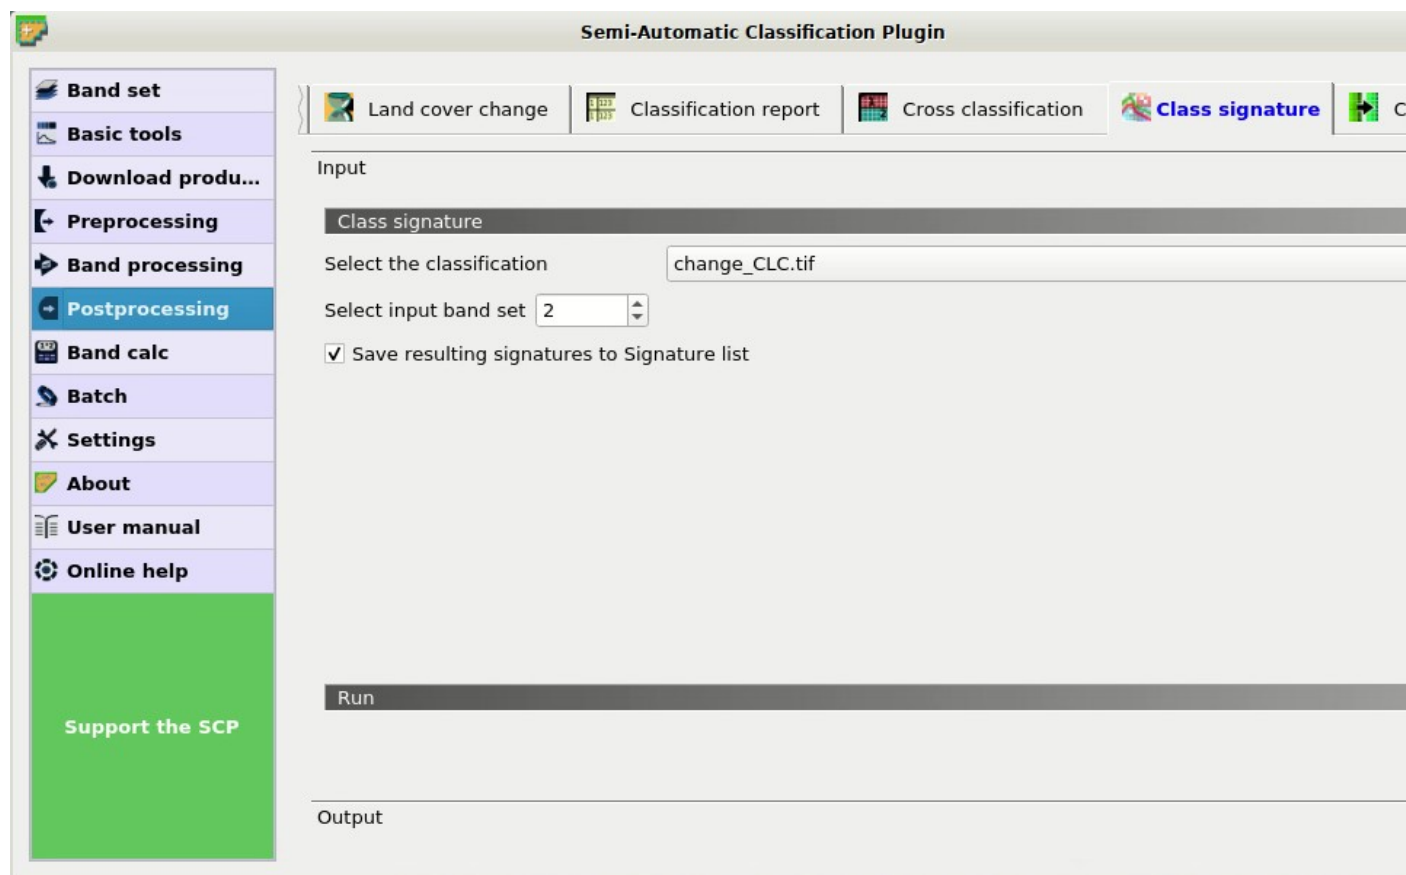 Semi-Automatic Classification Plugin
Band set
Basic tools
Download produ...
Preprocessing
Band processing
Postprocessing
Band calc
Batch
Settings
About
User manual
Online help
Support the SCP
Land cover change
Classification report
Cross classification
Class signature
C
Input
Class signature
Select the classification change_CLC.tif
Select input band set 2
Save resulting signatures to Signature list
Run
Output